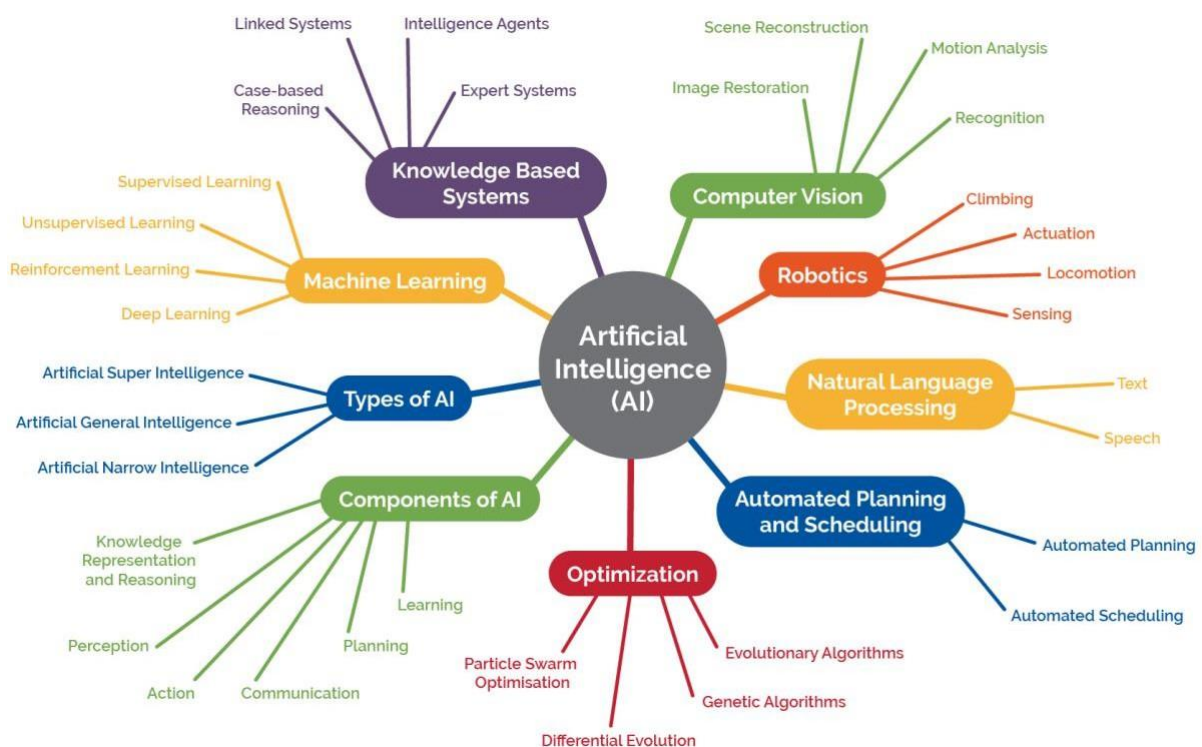 Linked Systems
Intelligence Agents
Case-based
Reasoning
Expert Systems
Knowledge Based
Systems
Scene Reconstruction
Motion Analysis
Image Restoration
Recognition
Computer Vision
Supervised Learning
Unsupervised Learning
Reinforcement Learning
Deep Learning
Machine Learning
Climbing
Actuation
Locomotion
Sensing
Robotics
Artificial
Intelligence
(AI)
Artificial Super Intelligence
Artificial General Intelligence
Artificial Narrow Intelligence
Types of AI
Natural Language
Processing
Text
Speech
Components of AI
Knowledge
Representation
and Reasoning
Perception
Action
Communication
Planning
Learning
Optimization
Particle Swarm
Optimisation
Differential Evolution
Genetic Algorithms
Evolutionary Algorithms
Automated Planning
and Scheduling
Automated Planning
Automated Scheduling